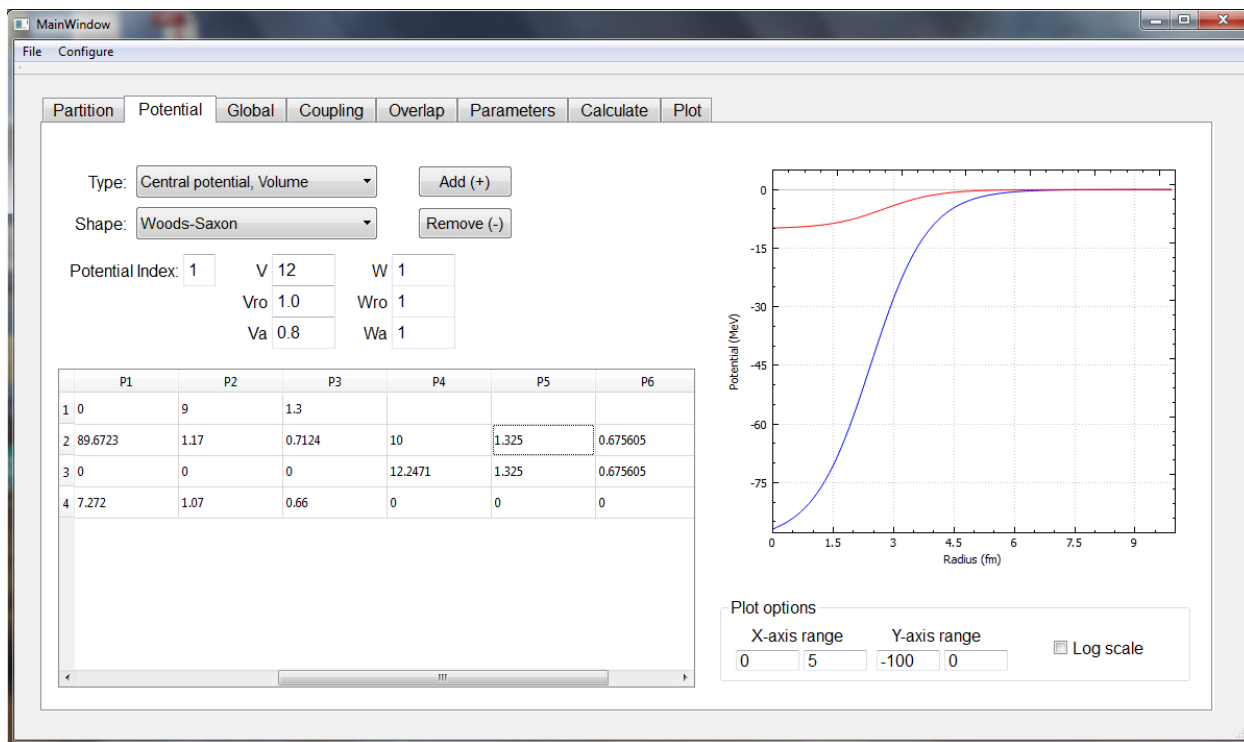 MainWindow
File Configure
Partition Potential Global Coupling Overlap Parameters Calculate Plot
Type: Central potential, Volume Add (+)
Shape: Woods-Saxon Remove (-)
Potential Index: 1 V 12 W 1
Vro 1.0 Wro 1
Va 0.8 Wa 1
P1 P2 P3 P4 P5 P6
1 0 9 1.3
2 89.6723 1.17 0.7124 10 1.325 0.675605
3 0 0 0 12.2471 1.325 0.675605
4 7.272 1.07 0.66 0 0 0
Potential (MeV)
0
-15
-30
-45
-60
-75
0 1.5 3 4.5 6 7.5 9
Radius (fm)
Plot options
X-axis range Y-axis range
0 5 -100 0 Log scale